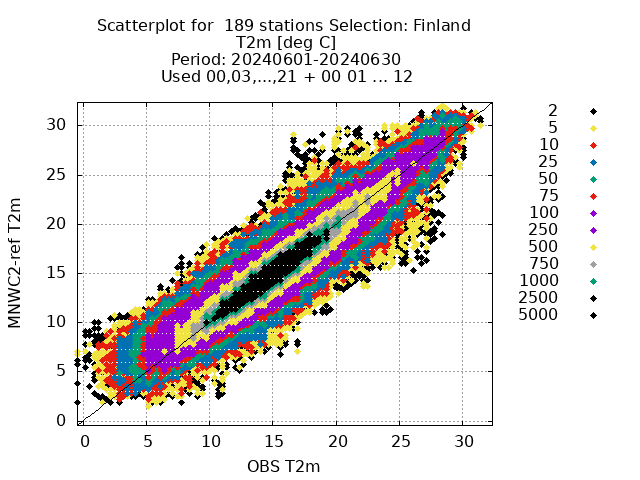 Scatterplot for  189 stations Selection: Finland
T2m [deg C]
Period: 20240601-20240630
Used 00,03,...,21 + 00 01 ... 12
MNWC2-ref T2m
30
25
20
15
10
5
0
0 5 10 15 20 25 30
OBS T2m
2
5
10
25
50
75
100
250
500
750
1000
2500
5000